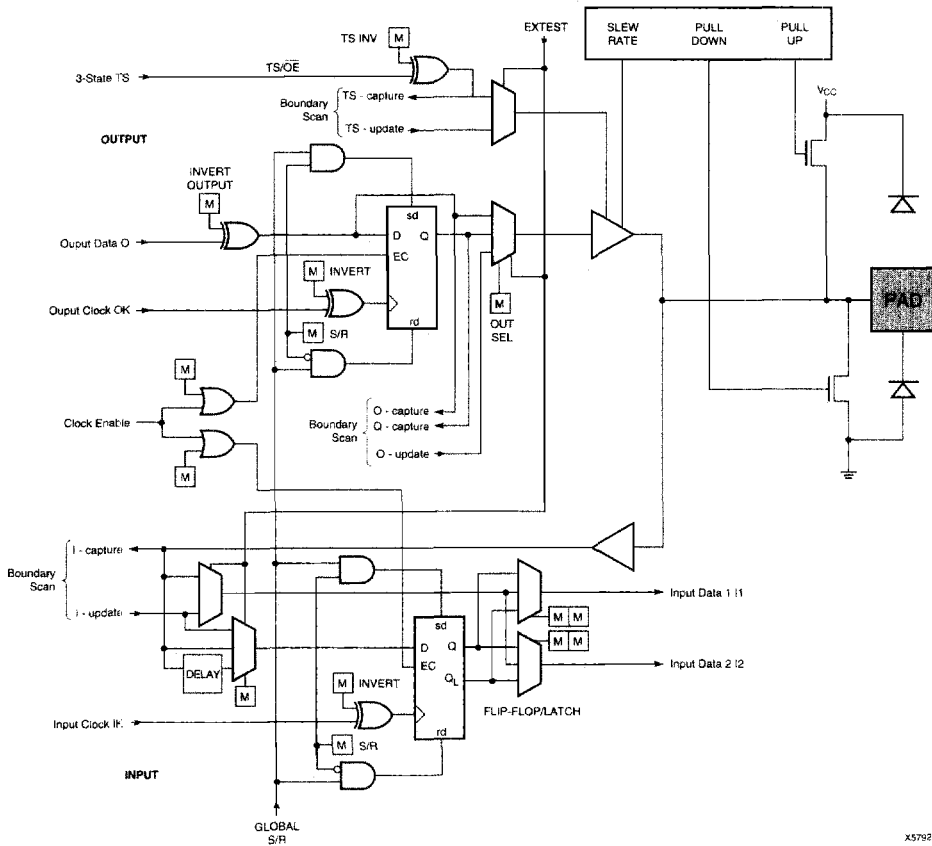 TS INV
M
EXTEST
SLEW RATE
PULL DOWN
PULL UP
3-State TS
TS/OE
VCC
TS - capture
Boundary Scan
TS - update
OUTPUT
INVERT OUTPUT
M
sd
D
Q
EC
Ouput Data O
M
INVERT
Ouput Clock OK
M
OUT SEL
PAD
M
S/R
rd
M
Clock Enable
M
O - capture
Boundary Scan
Q - capture
O - update
I - capture
Boundary Scan
I - update
Input Data 1 I1
M
M
M
M
sd
D
Q
EC
QL
Input Data 2 I2
DELAY
M
M
INVERT
FLIP-FLOP/LATCH
Input Clock IK
M
S/R
rd
INPUT
GLOBAL S/R
X5792